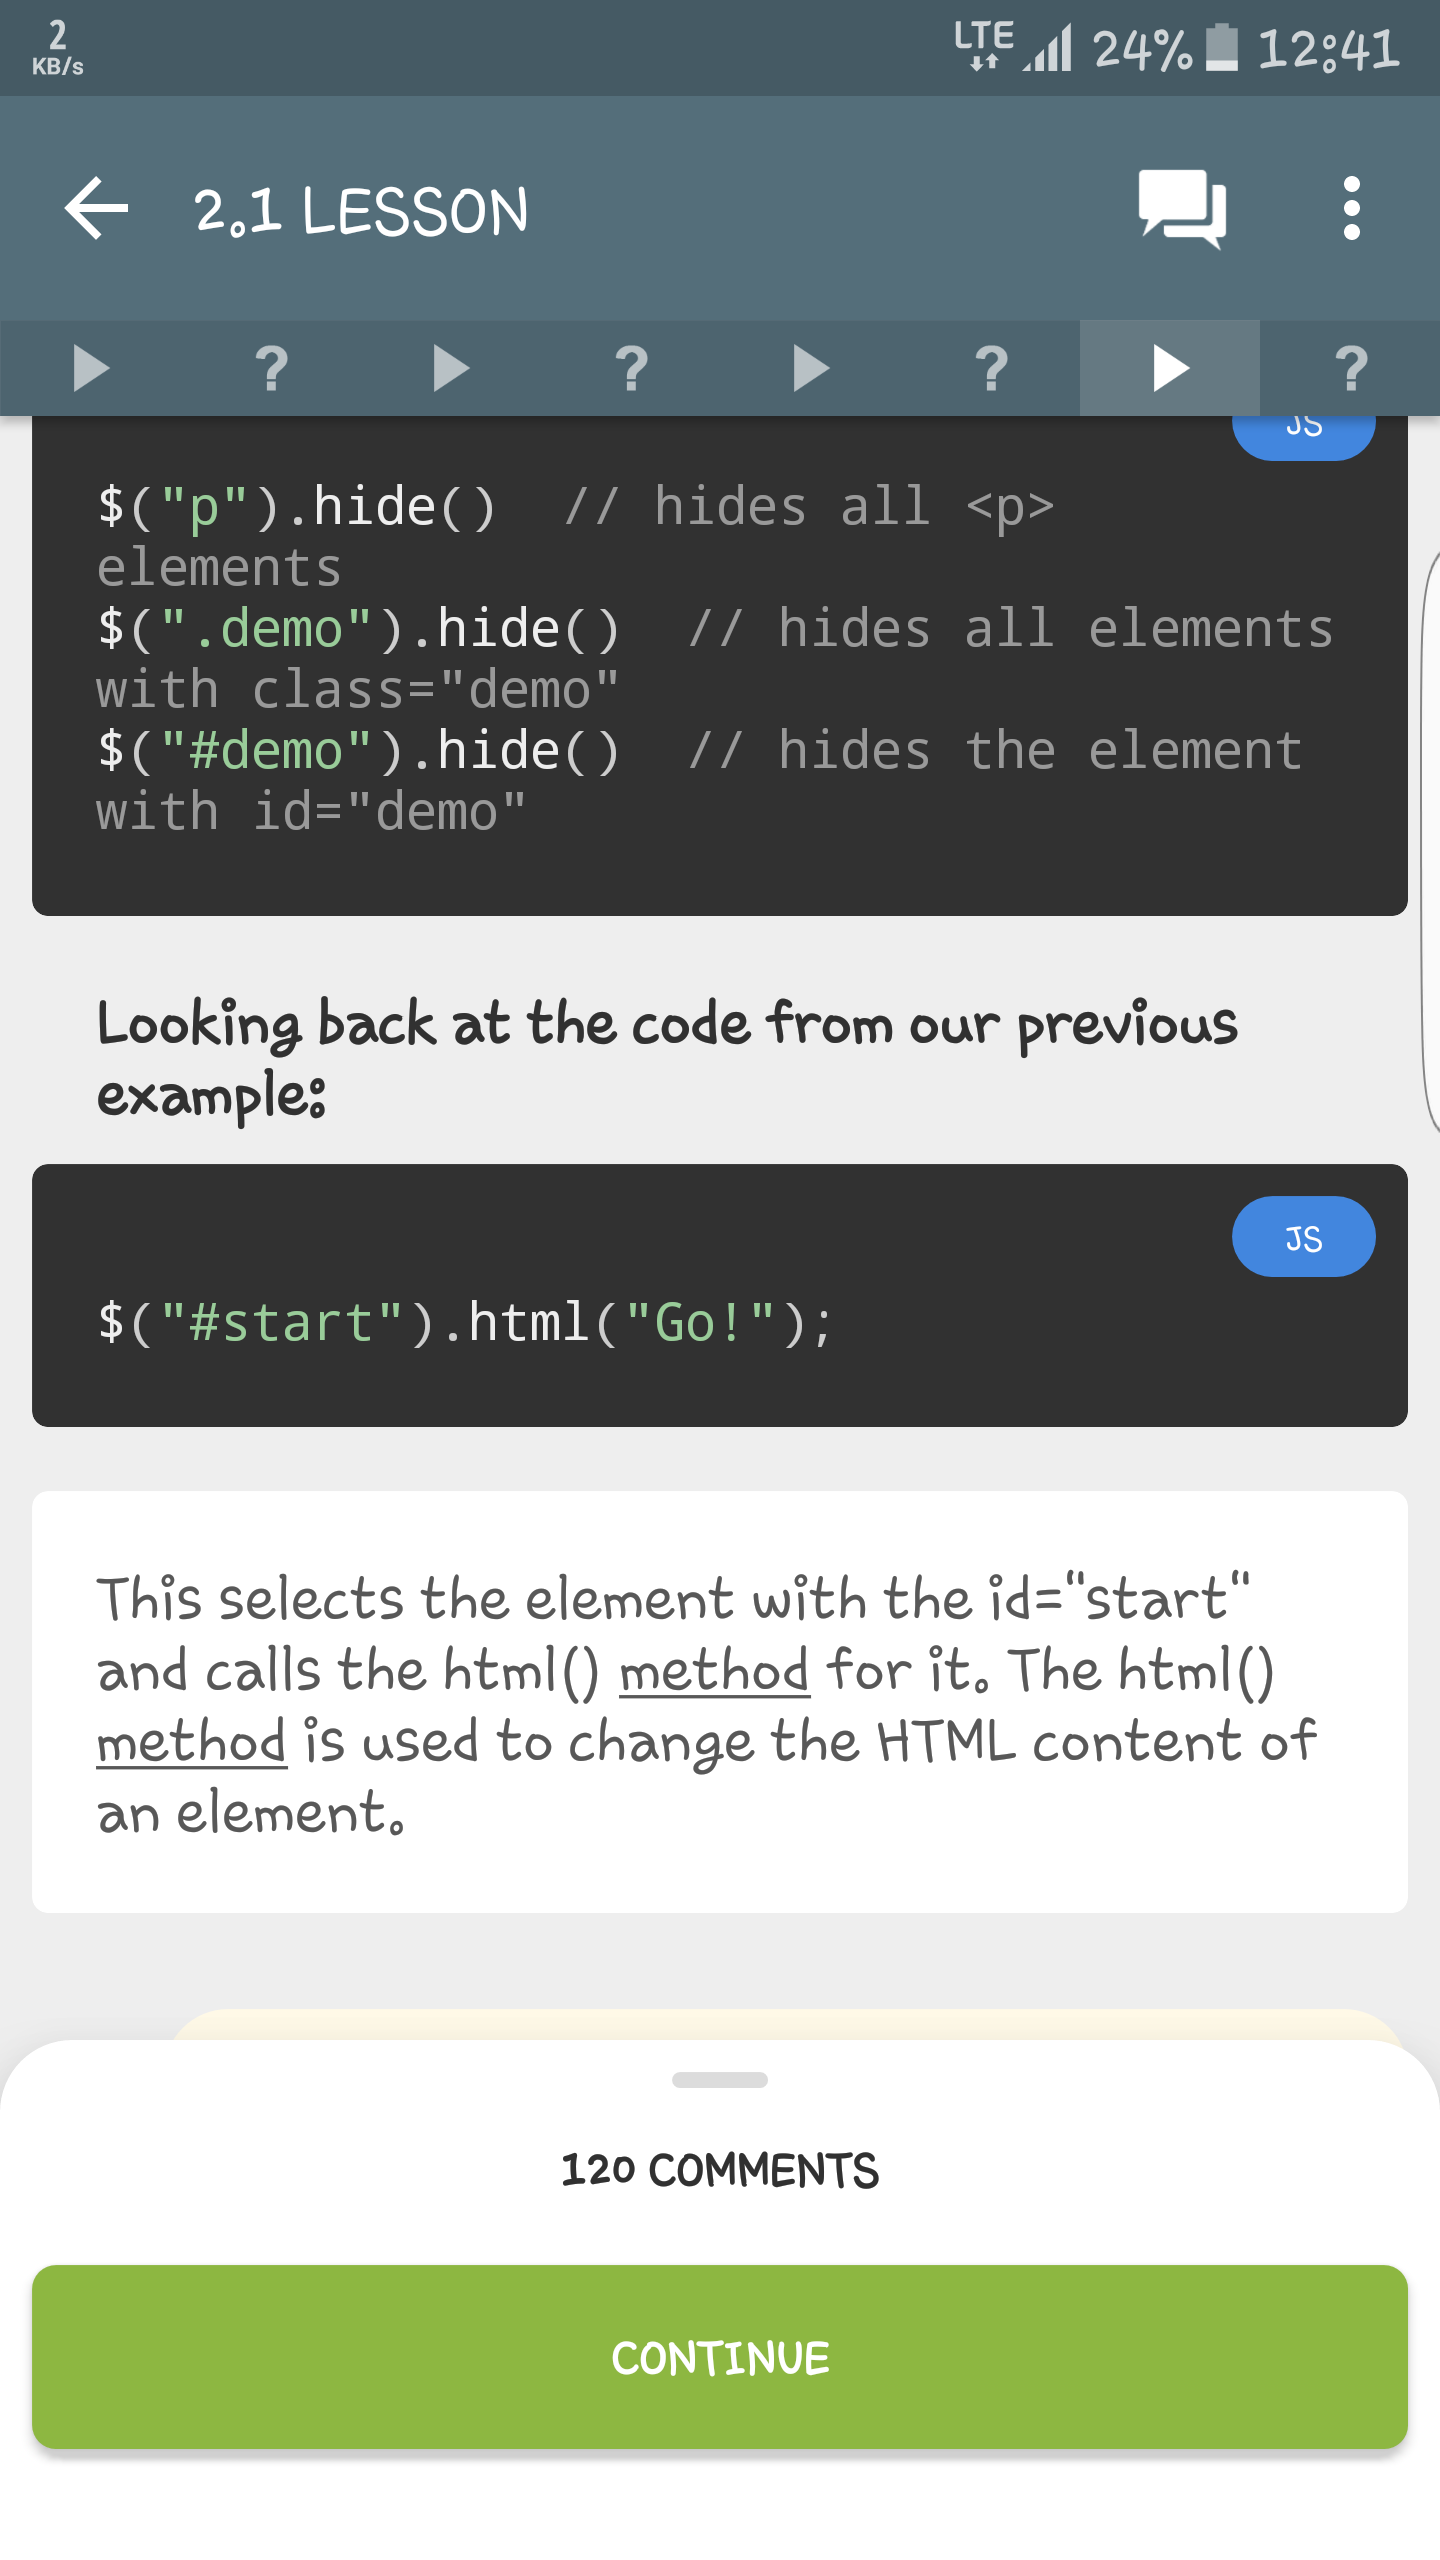 2
KB/s
LTE 24% 12:41
2.1 LESSON
? ? ? ?
JS
$("p").hide()  // hides all <p>
elements
$(".demo").hide()  // hides all elements
with class="demo"
$("#demo").hide()  // hides the element
with id="demo"
Looking back at the code from our previous
example:
JS
$("#start").html("Go!");
This selects the element with the id="start"
and calls the html() method for it. The html()
method is used to change the HTML content of
an element.
120 COMMENTS
CONTINUE